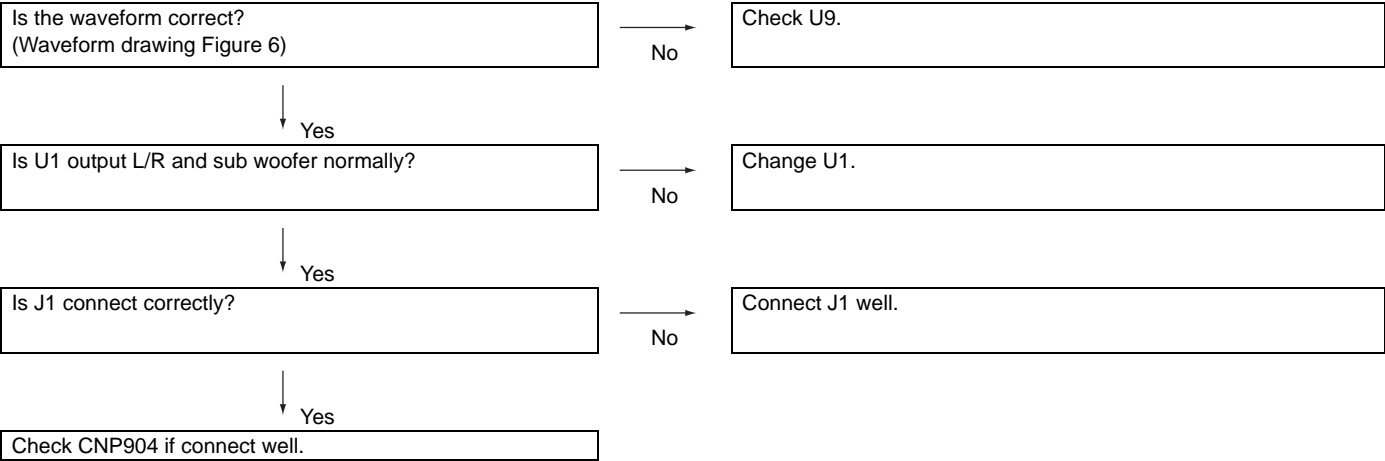 Is the waveform correct?
(Waveform drawing Figure 6)
No
Check U9.
Yes
Is U1 output L/R and sub woofer normally?
No
Change U1.
Yes
Is J1 connect correctly?
No
Connect J1 well.
Yes
Check CNP904 if connect well.